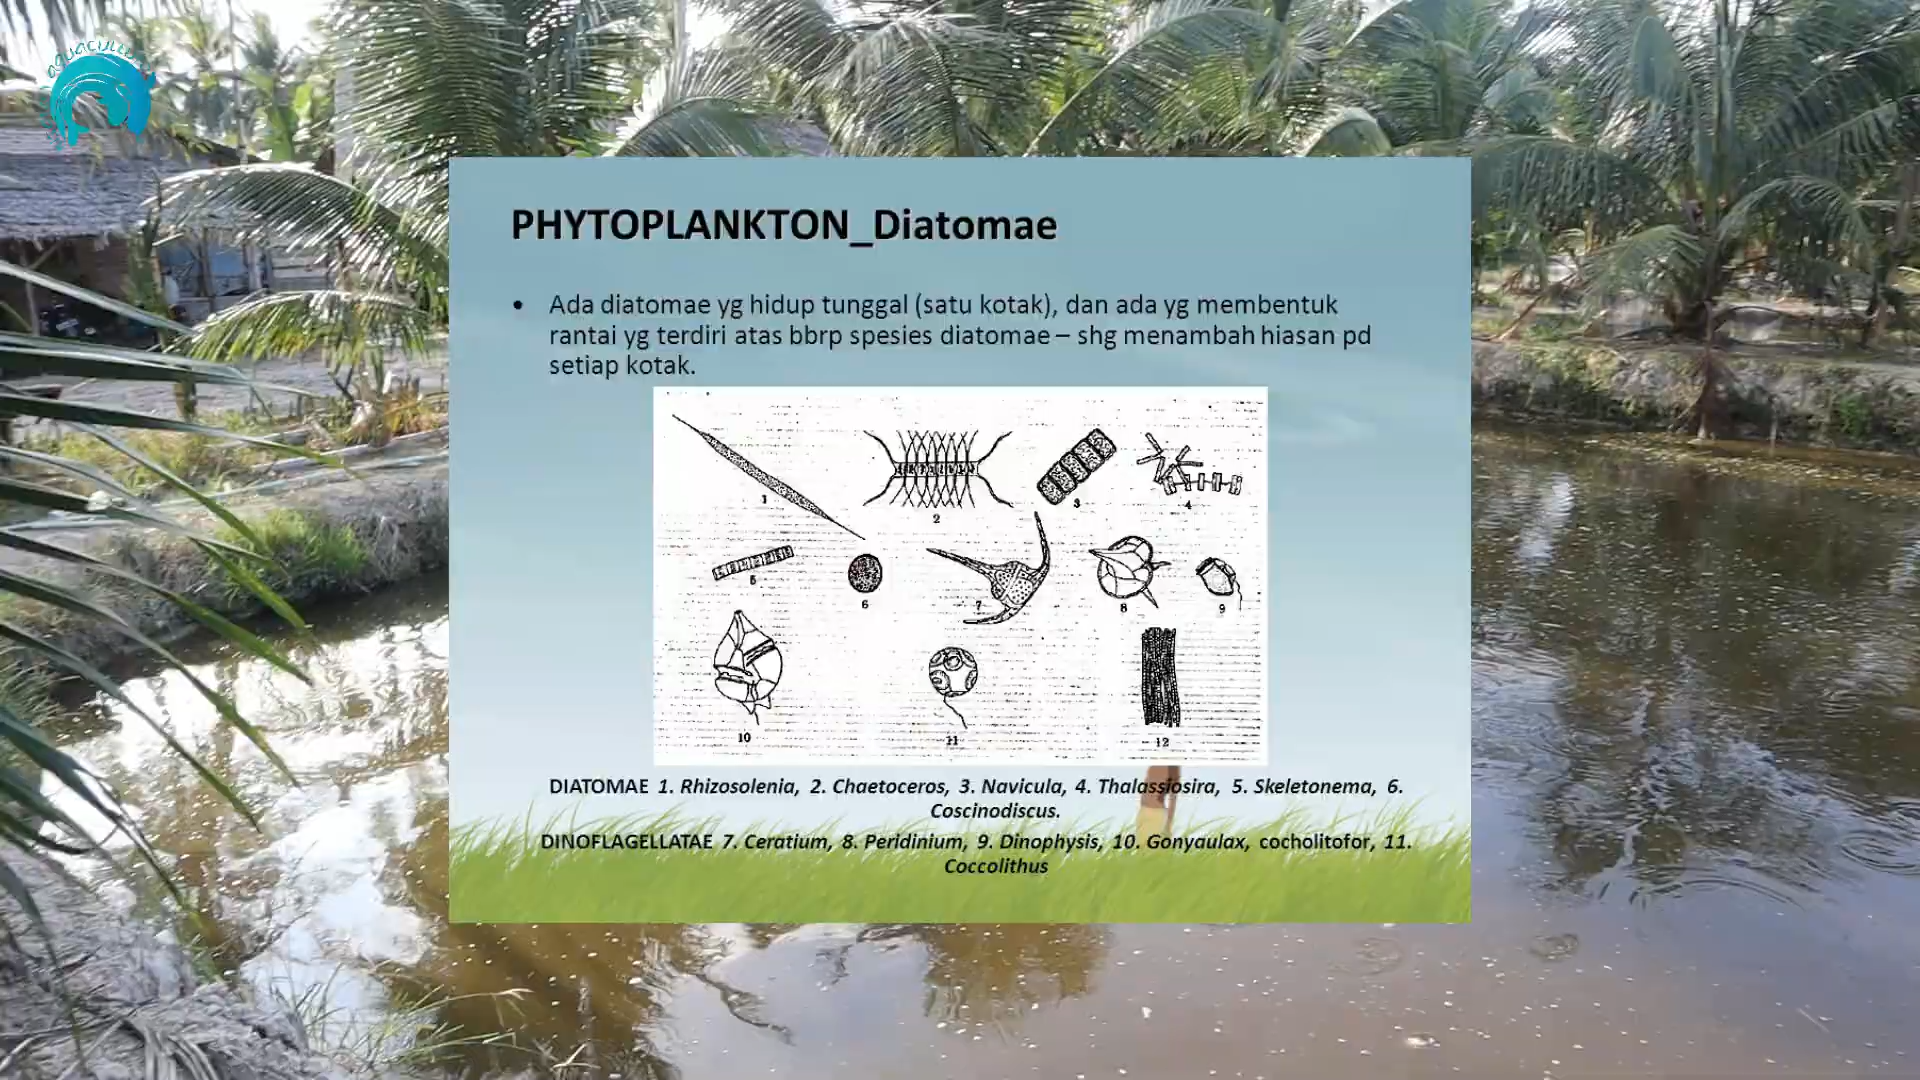 aquaculture
PHYTOPLANKTON_Diatomae
• Ada diatomae yg hidup tunggal (satu kotak), dan ada yg membentuk
rantai yg terdiri atas bbrp spesies diatomae – shg menambah hiasan pd
setiap kotak.
1
2
3
4
5
6
7
8
9
10
11
12
DIATOMAE 1. Rhizosolenia, 2. Chaetoceros, 3. Navicula, 4. Thalassiosira, 5. Skeletonema, 6.
Coscinodiscus.
DINOFLAGELLATAE 7. Ceratium, 8. Peridinium, 9. Dinophysis, 10. Gonyaulax, cocholitofor, 11.
Coccolithus